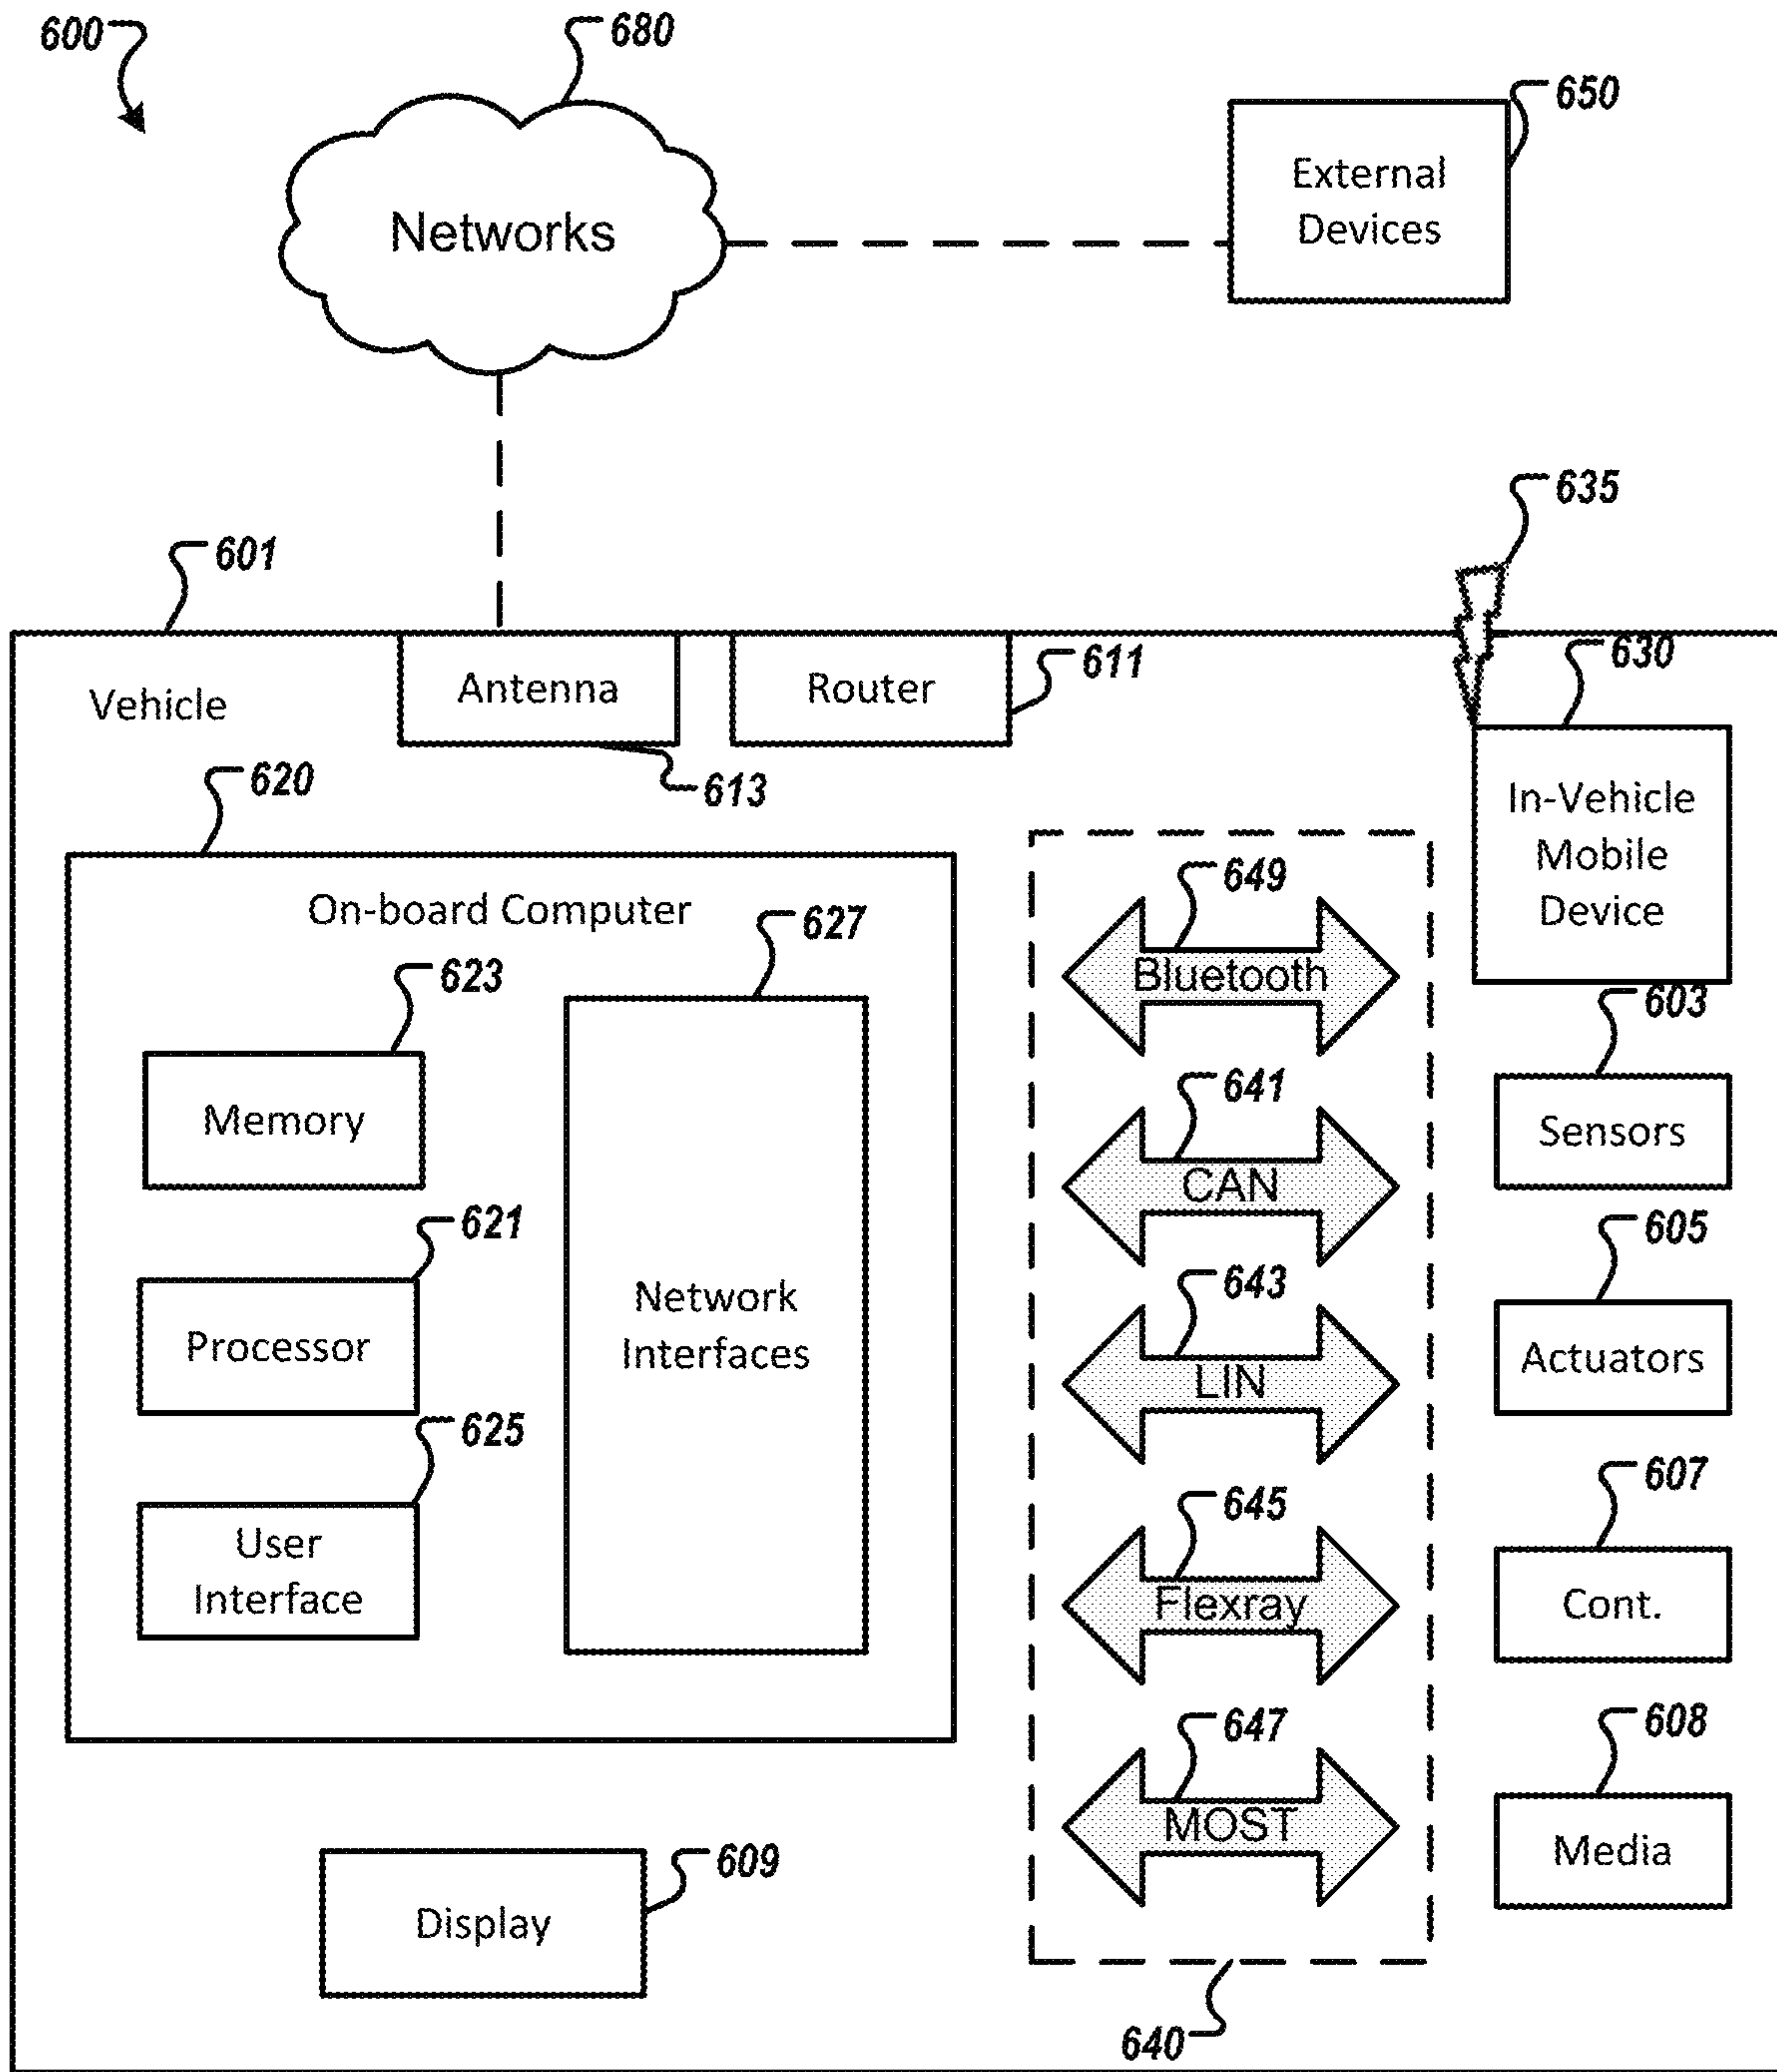 600
680
650
External
Devices
Networks
635
601
630
611
Vehicle
Antenna
Router
613
620
In-Vehicle
Mobile
Device
On-board Computer
627
649
Bluetooth
623
603
Memory
641
CAN
Sensors
621
643
605
Processor
Network
Interfaces
LIN
Actuators
625
User
Interface
645
Flexray
607
Cont.
647
MOST
608
Media
609
Display
640